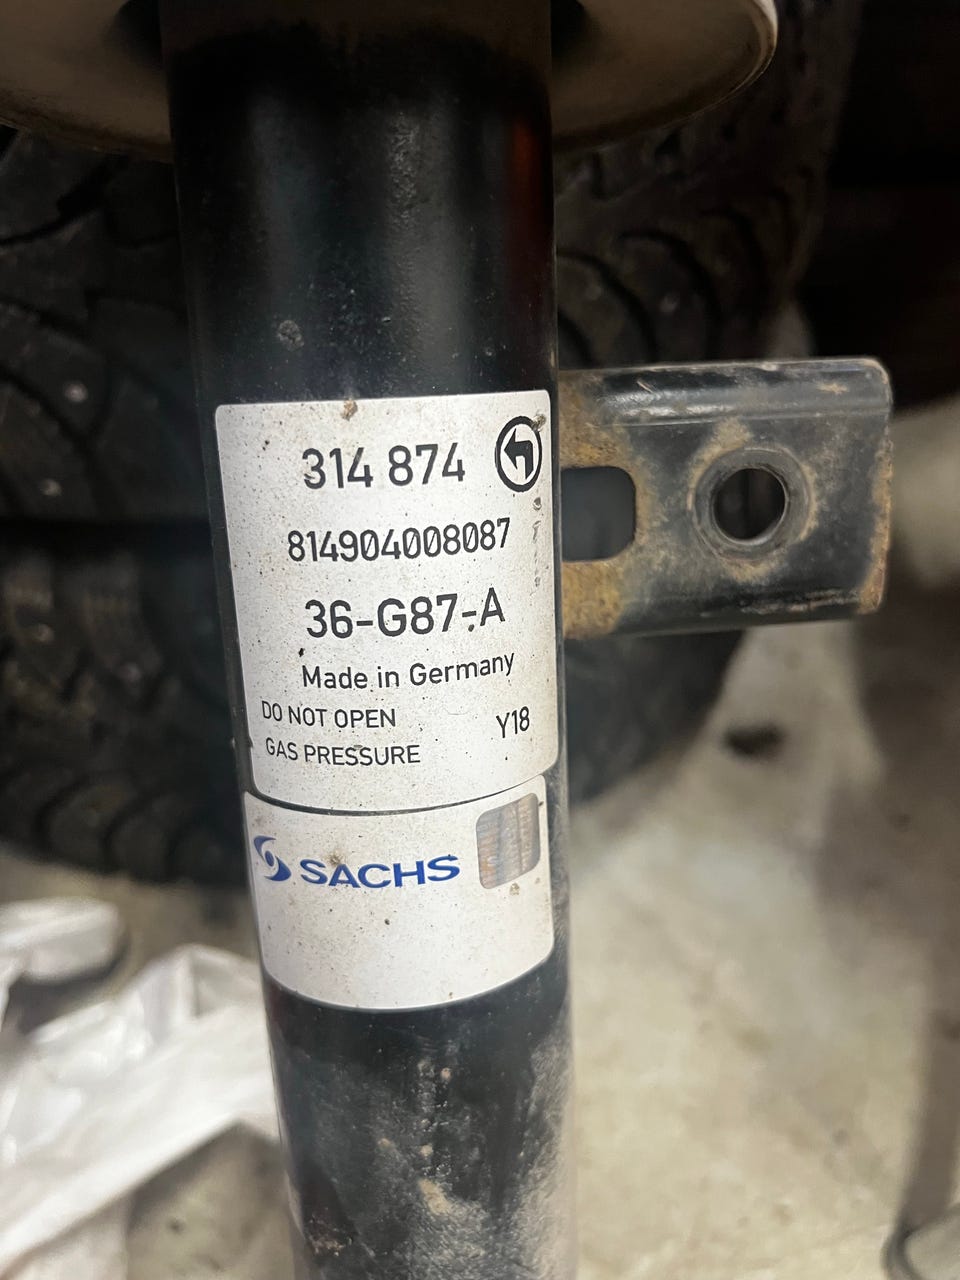 314 874
814904008087
36-G87-A
Made in Germany
DO NOT OPEN
Y18
GAS PRESSURE
SACHS